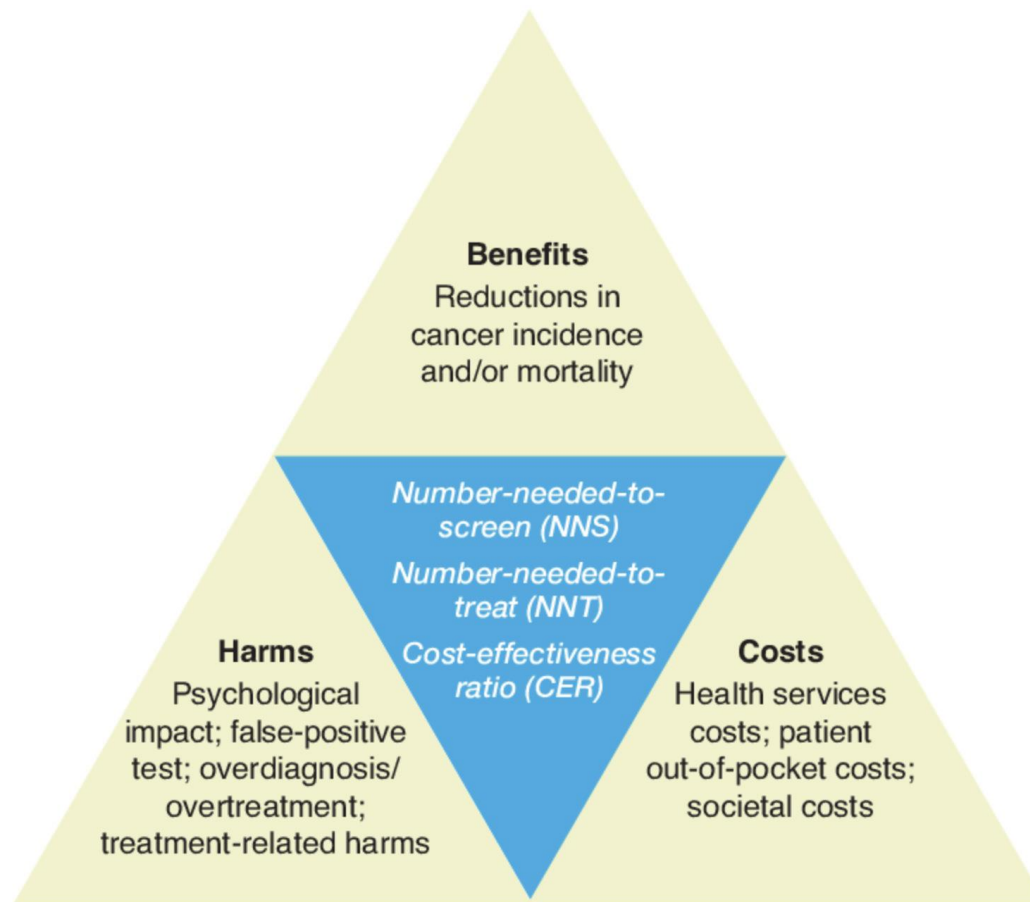 Benefits
Reductions in
cancer incidence
and/or mortality
Number-needed-to-
screen (NNS)
Number-needed-to-
treat (NNT)
Cost-effectiveness
ratio (CER)
Harms
Psychological
impact; false-positive
test; overdiagnosis/
overtreatment;
treatment-related harms
Costs
Health services
costs; patient
out-of-pocket costs;
societal costs